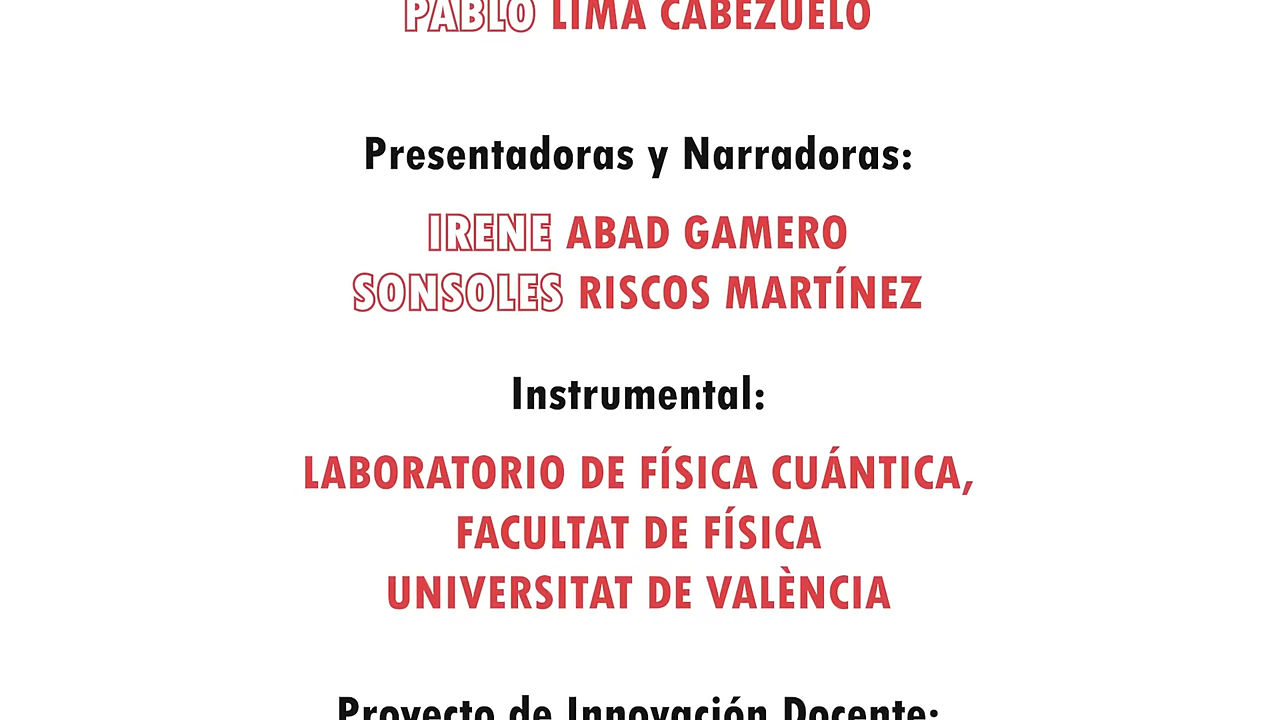 PABLO LIMA CABEZUELO
Presentadoras y Narradoras:
IRENE ABAD GAMERO
SONSOLES RISCOS MARTÍNEZ
Instrumental:
LABORATORIO DE FÍSICA CUÁNTICA,
FACULTAT DE FÍSICA
UNIVERSITAT DE VALÈNCIA
Proyecto de Innovación Docente: